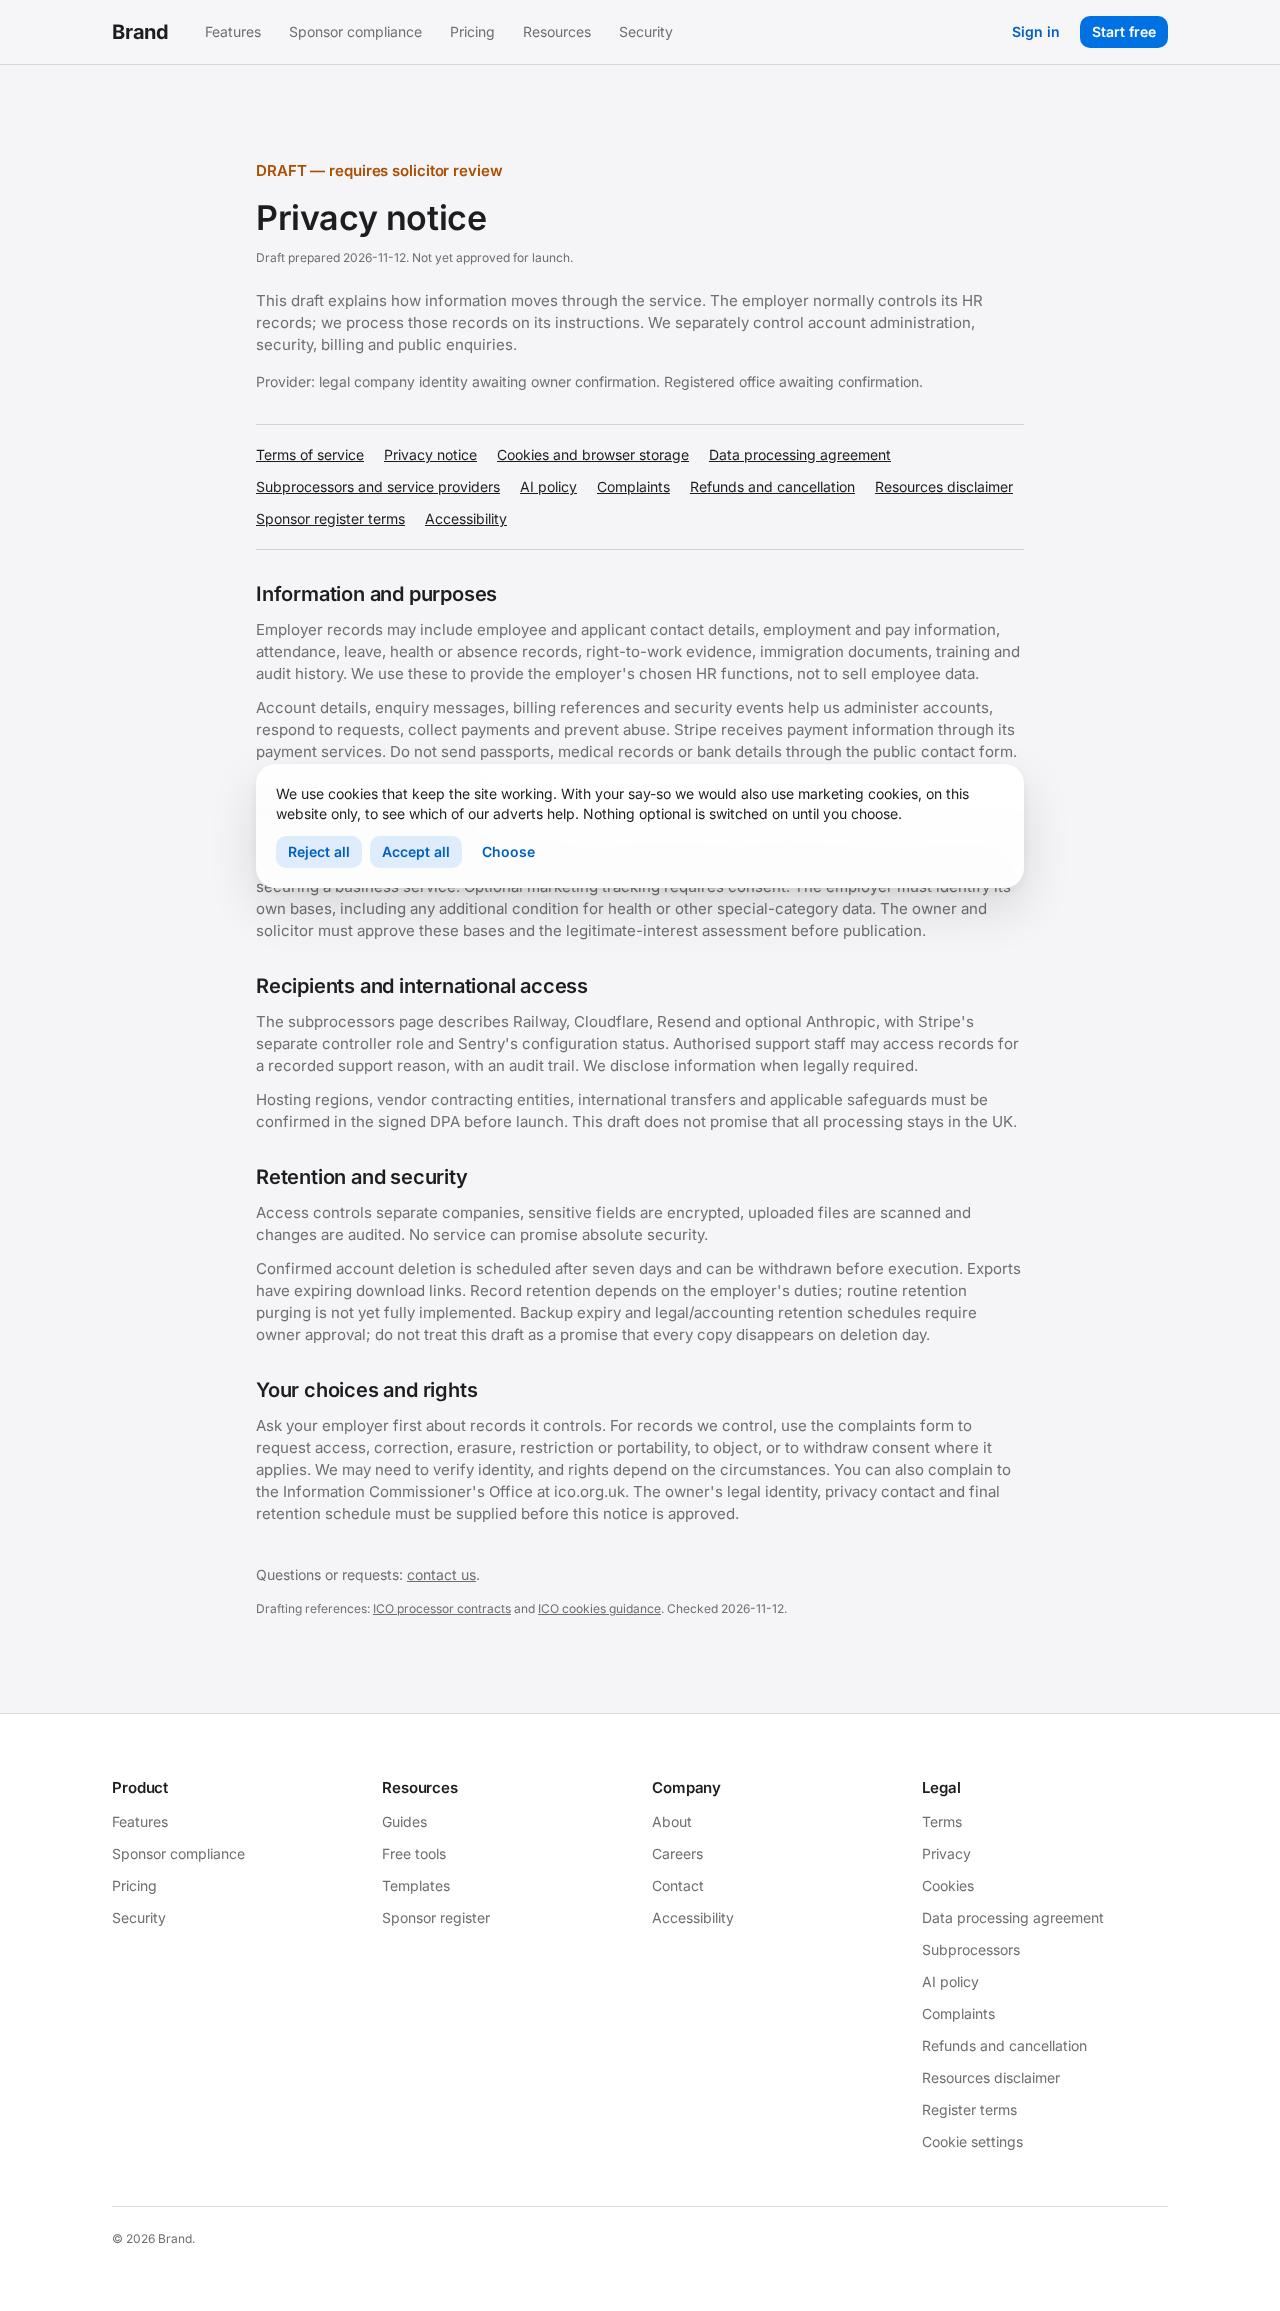 Brand Features Sponsor compliance Pricing Resources Security Sign in Start free
DRAFT — requires solicitor review
Privacy notice
Draft prepared 2026-11-12. Not yet approved for launch.
This draft explains how information moves through the service. The employer normally controls its HR
records; we process those records on its instructions. We separately control account administration,
security, billing and public enquiries.
Provider: legal company identity awaiting owner confirmation. Registered office awaiting confirmation.
Terms of service Privacy notice Cookies and browser storage Data processing agreement
Subprocessors and service providers AI policy Complaints Refunds and cancellation Resources disclaimer
Sponsor register terms Accessibility
Information and purposes
Employer records may include employee and applicant contact details, employment and pay information,
attendance, leave, health or absence records, right-to-work evidence, immigration documents, training and
audit history. We use these to provide the employer's chosen HR functions, not to sell employee data.
Account details, enquiry messages, billing references and security events help us administer accounts,
respond to requests, collect payments and prevent abuse. Stripe receives payment information through its
payment services. Do not send passports, medical records or bank details through the public contact form.
We use cookies that keep the site working. With your say-so we would also use marketing cookies, on this
website only, to see which of our adverts help. Nothing optional is switched on until you choose.
Reject all Accept all Choose
securing a business service. Optional marketing tracking requires consent. The employer must identify its
own bases, including any additional condition for health or other special-category data. The owner and
solicitor must approve these bases and the legitimate-interest assessment before publication.
Recipients and international access
The subprocessors page describes Railway, Cloudflare, Resend and optional Anthropic, with Stripe's
separate controller role and Sentry's configuration status. Authorised support staff may access records for
a recorded support reason, with an audit trail. We disclose information when legally required.
Hosting regions, vendor contracting entities, international transfers and applicable safeguards must be
confirmed in the signed DPA before launch. This draft does not promise that all processing stays in the UK.
Retention and security
Access controls separate companies, sensitive fields are encrypted, uploaded files are scanned and
changes are audited. No service can promise absolute security.
Confirmed account deletion is scheduled after seven days and can be withdrawn before execution. Exports
have expiring download links. Record retention depends on the employer's duties; routine retention
purging is not yet fully implemented. Backup expiry and legal/accounting retention schedules require
owner approval; do not treat this draft as a promise that every copy disappears on deletion day.
Your choices and rights
Ask your employer first about records it controls. For records we control, use the complaints form to
request access, correction, erasure, restriction or portability, to object, or to withdraw consent where it
applies. We may need to verify identity, and rights depend on the circumstances. You can also complain to
the Information Commissioner's Office at ico.org.uk. The owner's legal identity, privacy contact and final
retention schedule must be supplied before this notice is approved.
Questions or requests: contact us.
Drafting references: ICO processor contracts and ICO cookies guidance. Checked 2026-11-12.
Product
Features
Sponsor compliance
Pricing
Security
Resources
Guides
Free tools
Templates
Sponsor register
Company
About
Careers
Contact
Accessibility
Legal
Terms
Privacy
Cookies
Data processing agreement
Subprocessors
AI policy
Complaints
Refunds and cancellation
Resources disclaimer
Register terms
Cookie settings
© 2026 Brand.